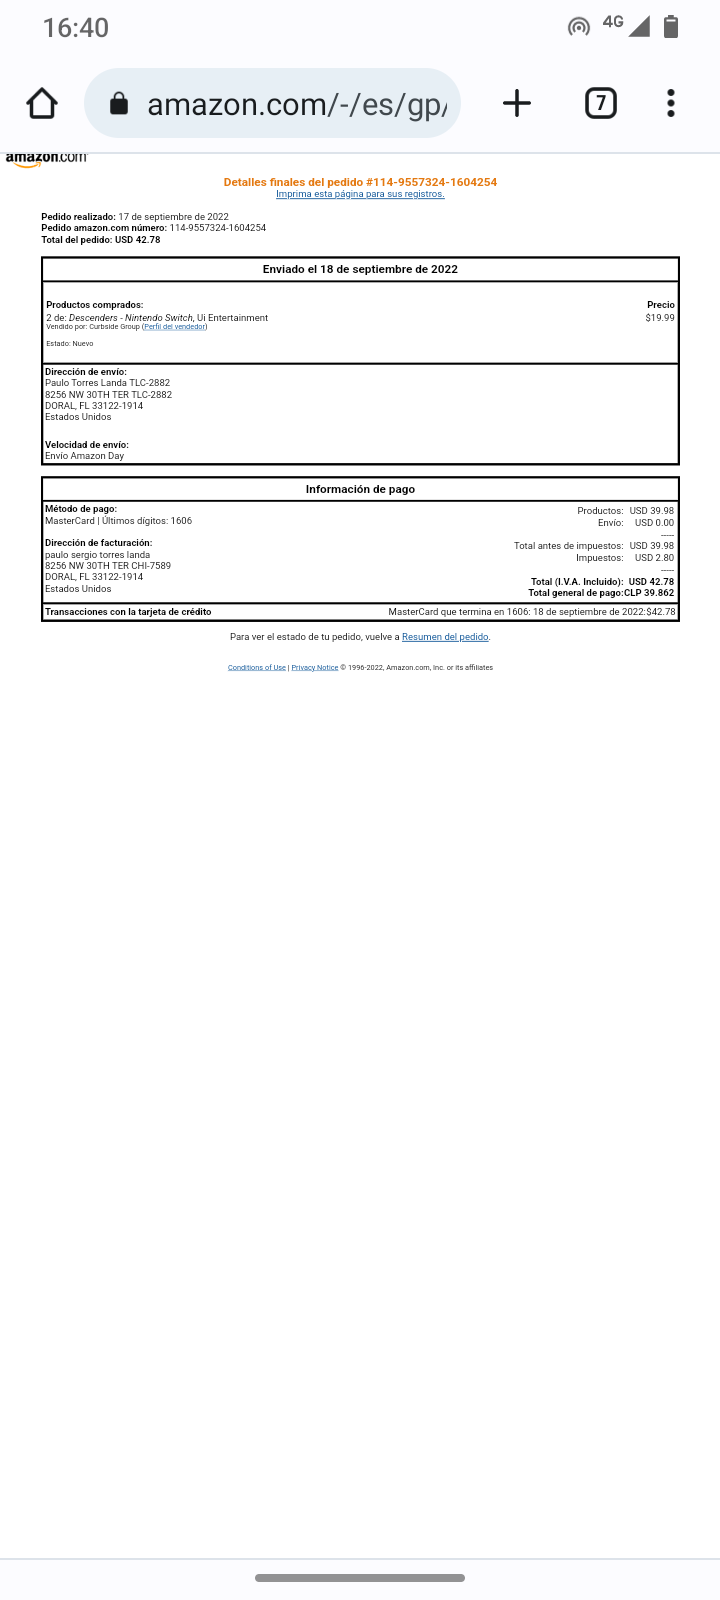 16:40
4G
amazon.com/-/es/gp/
7
amazon.com
Detalles finales del pedido #114-9557324-1604254
Imprima esta página para sus registros.
Pedido realizado: 17 de septiembre de 2022
Pedido amazon.com número: 114-9557324-1604254
Total del pedido: USD 42.78
Enviado el 18 de septiembre de 2022
Productos comprados: Precio
2 de: Descenders - Nintendo Switch, Ui Entertainment $19.99
Vendido por: Curbside Group (Perfil del vendedor)
Estado: Nuevo
Dirección de envío:
Paulo Torres Landa TLC-2882
8256 NW 30TH TER TLC-2882
DORAL, FL 33122-1914
Estados Unidos
Velocidad de envío:
Envío Amazon Day
Información de pago
Método de pago:
MasterCard | Últimos dígitos: 1606
Dirección de facturación:
paulo sergio torres landa
8256 NW 30TH TER CHI-7589
DORAL, FL 33122-1914
Estados Unidos
Productos: USD 39.98
Envío: USD 0.00
-----
Total antes de impuestos: USD 39.98
Impuestos: USD 2.80
-----
Total (I.V.A. Incluido): USD 42.78
Total general de pago:CLP 39.862
Transacciones con la tarjeta de crédito MasterCard que termina en 1606: 18 de septiembre de 2022:$42.78
Para ver el estado de tu pedido, vuelve a Resumen del pedido.
Conditions of Use | Privacy Notice © 1996-2022, Amazon.com, Inc. or its affiliates